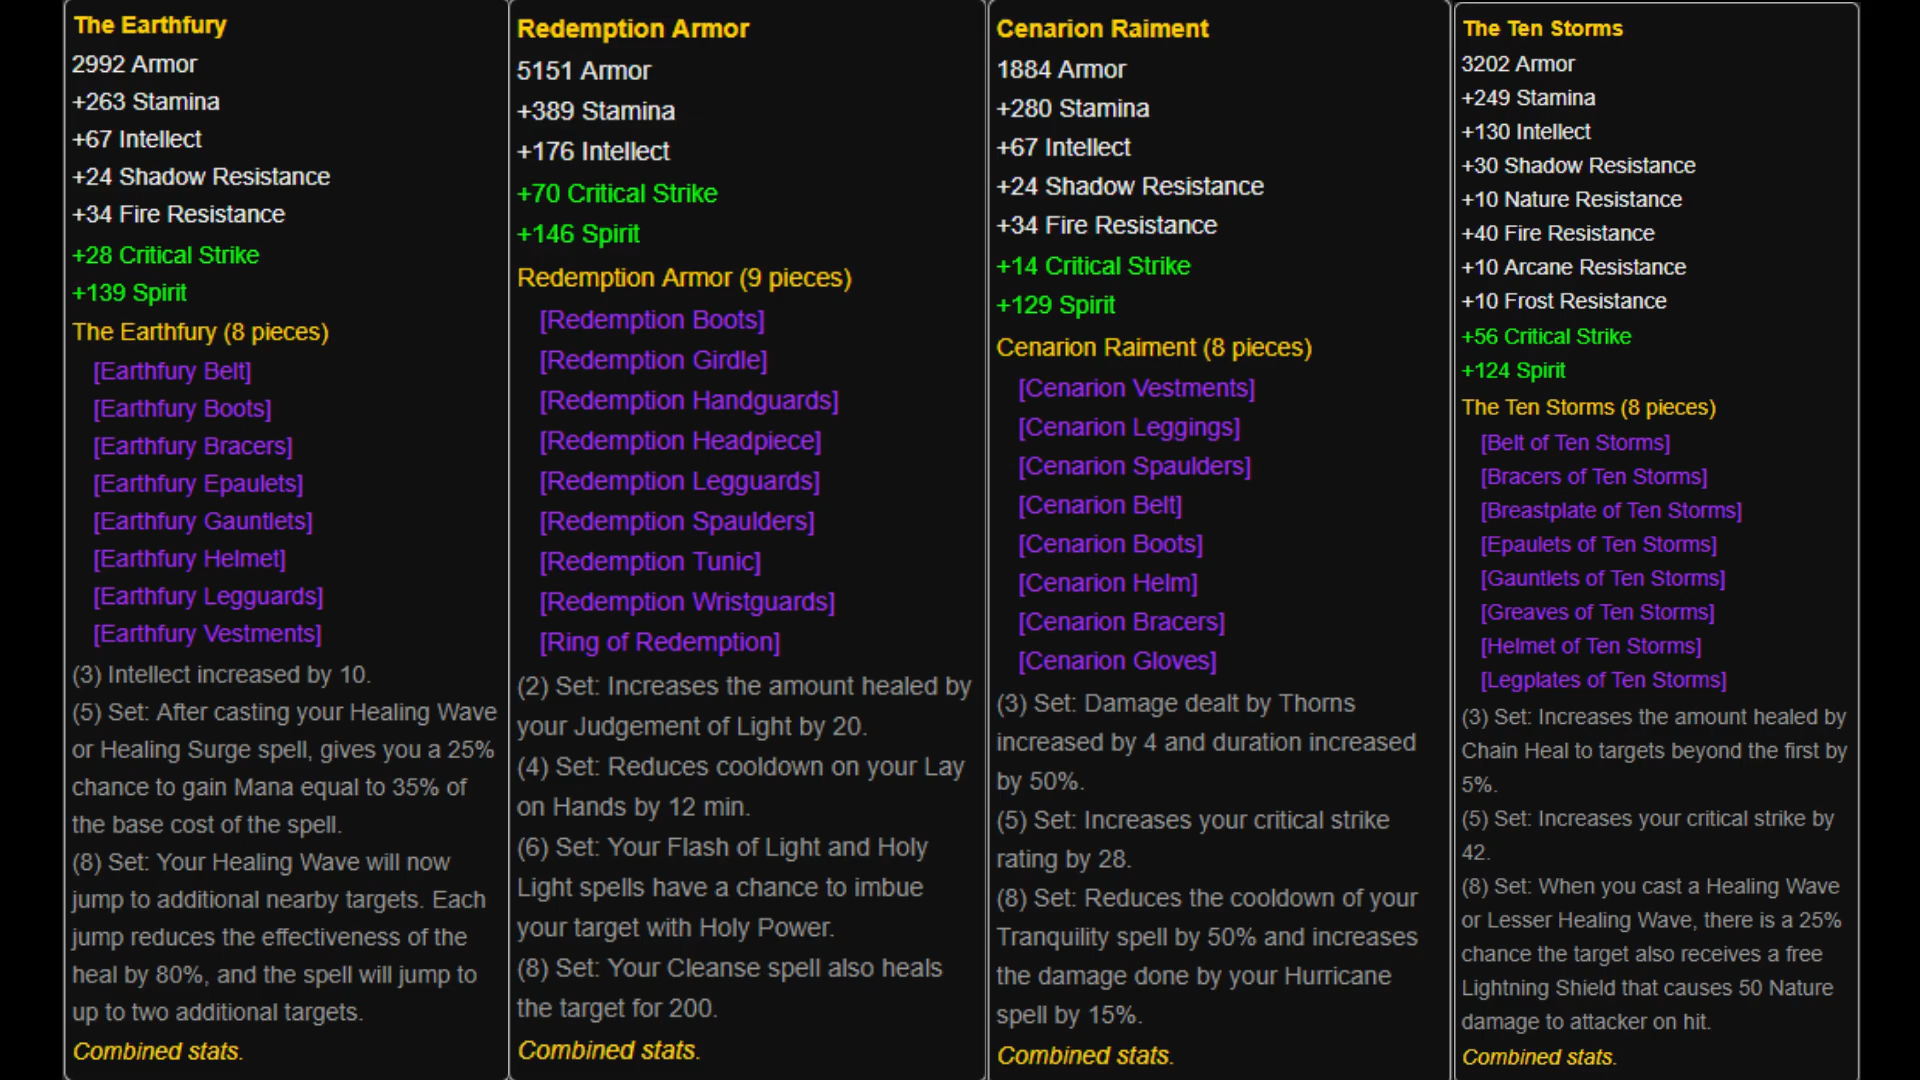 The Earthfury
2992 Armor
+263 Stamina
+67 Intellect
+24 Shadow Resistance
+34 Fire Resistance
+28 Critical Strike
+139 Spirit
The Earthfury (8 pieces)
[Earthfury Belt]
[Earthfury Boots]
[Earthfury Bracers]
[Earthfury Epaulets]
[Earthfury Gauntlets]
[Earthfury Helmet]
[Earthfury Legguards]
[Earthfury Vestments]
(3) Intellect increased by 10.
(5) Set: After casting your Healing Wave
or Healing Surge spell, gives you a 25%
chance to gain Mana equal to 35% of
the base cost of the spell.
(8) Set: Your Healing Wave will now
jump to additional nearby targets. Each
jump reduces the effectiveness of the
heal by 80%, and the spell will jump to
up to two additional targets.
Combined stats.
Redemption Armor
5151 Armor
+389 Stamina
+176 Intellect
+70 Critical Strike
+146 Spirit
Redemption Armor (9 pieces)
[Redemption Boots]
[Redemption Girdle]
[Redemption Handguards]
[Redemption Headpiece]
[Redemption Legguards]
[Redemption Spaulders]
[Redemption Tunic]
[Redemption Wristguards]
[Ring of Redemption]
(2) Set: Increases the amount healed by
your Judgement of Light by 20.
(4) Set: Reduces cooldown on your Lay
on Hands by 12 min.
(6) Set: Your Flash of Light and Holy
Light spells have a chance to imbue
your target with Holy Power.
(8) Set: Your Cleanse spell also heals
the target for 200.
Combined stats.
Cenarion Raiment
1884 Armor
+280 Stamina
+67 Intellect
+24 Shadow Resistance
+34 Fire Resistance
+14 Critical Strike
+129 Spirit
Cenarion Raiment (8 pieces)
[Cenarion Vestments]
[Cenarion Leggings]
[Cenarion Spaulders]
[Cenarion Belt]
[Cenarion Boots]
[Cenarion Helm]
[Cenarion Bracers]
[Cenarion Gloves]
(3) Set: Damage dealt by Thorns
increased by 4 and duration increased
by 50%.
(5) Set: Increases your critical strike
rating by 28.
(8) Set: Reduces the cooldown of your
Tranquility spell by 50% and increases
the damage done by your Hurricane
spell by 15%.
Combined stats.
The Ten Storms
3202 Armor
+249 Stamina
+130 Intellect
+30 Shadow Resistance
+10 Nature Resistance
+40 Fire Resistance
+10 Arcane Resistance
+10 Frost Resistance
+56 Critical Strike
+124 Spirit
The Ten Storms (8 pieces)
[Belt of Ten Storms]
[Bracers of Ten Storms]
[Breastplate of Ten Storms]
[Epaulets of Ten Storms]
[Gauntlets of Ten Storms]
[Greaves of Ten Storms]
[Helmet of Ten Storms]
[Legplates of Ten Storms]
(3) Set: Increases the amount healed by
Chain Heal to targets beyond the first by
5%.
(5) Set: Increases your critical strike by
42.
(8) Set: When you cast a Healing Wave
or Lesser Healing Wave, there is a 25%
chance the target also receives a free
Lightning Shield that causes 50 Nature
damage to attacker on hit.
Combined stats.